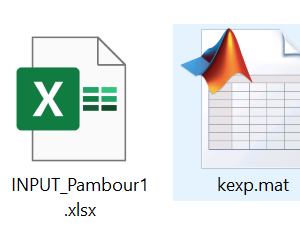 X
INPUT_Pambour1
.xlsx
kexp.mat